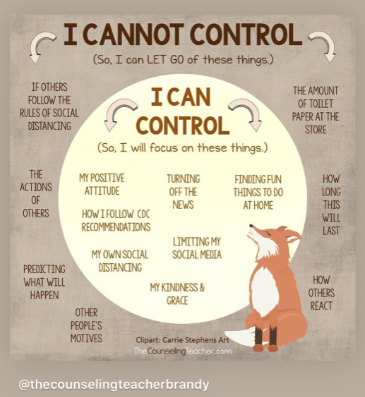 I CANNOT CONTROL
(So, I can LET GO of these things.)
IF OTHERS
FOLLOW THE
RULES OF SOCIAL
DISTANCING
THE AMOUNT
OF TOILET
PAPER AT THE
STORE
I CAN
CONTROL
(So, I will focus on these things.)
THE
ACTIONS
OF
OTHERS
MY POSITIVE
ATTITUDE
TURNING
OFF THE
NEWS
FINDING FUN
THINGS TO DO
AT HOME
HOW
LONG
THIS
WILL
LAST
HOW I FOLLOW CDC
RECOMMENDATIONS
MY OWN SOCIAL
DISTANCING
LIMITING MY
SOCIAL MEDIA
PREDICTING
WHAT WILL
HAPPEN
MY KINDNESS &
GRACE
HOW
OTHERS
REACT
OTHER
PEOPLE'S
MOTIVES
Clipart: Carrie Stephens Art
TheCounselingTeacher.com
@thecounselingteacherbrandy